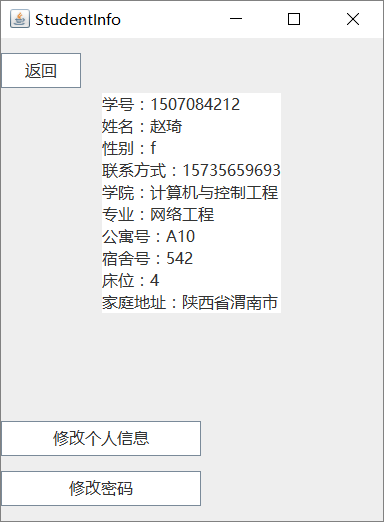 StudentInfo
返回
学号：1507084212
姓名：赵琦
性别：f
联系方式：15735659693
学院：计算机与控制工程
专业：网络工程
公寓号：A10
宿舍号：542
床位：4
家庭地址：陕西省渭南市
修改个人信息
修改密码